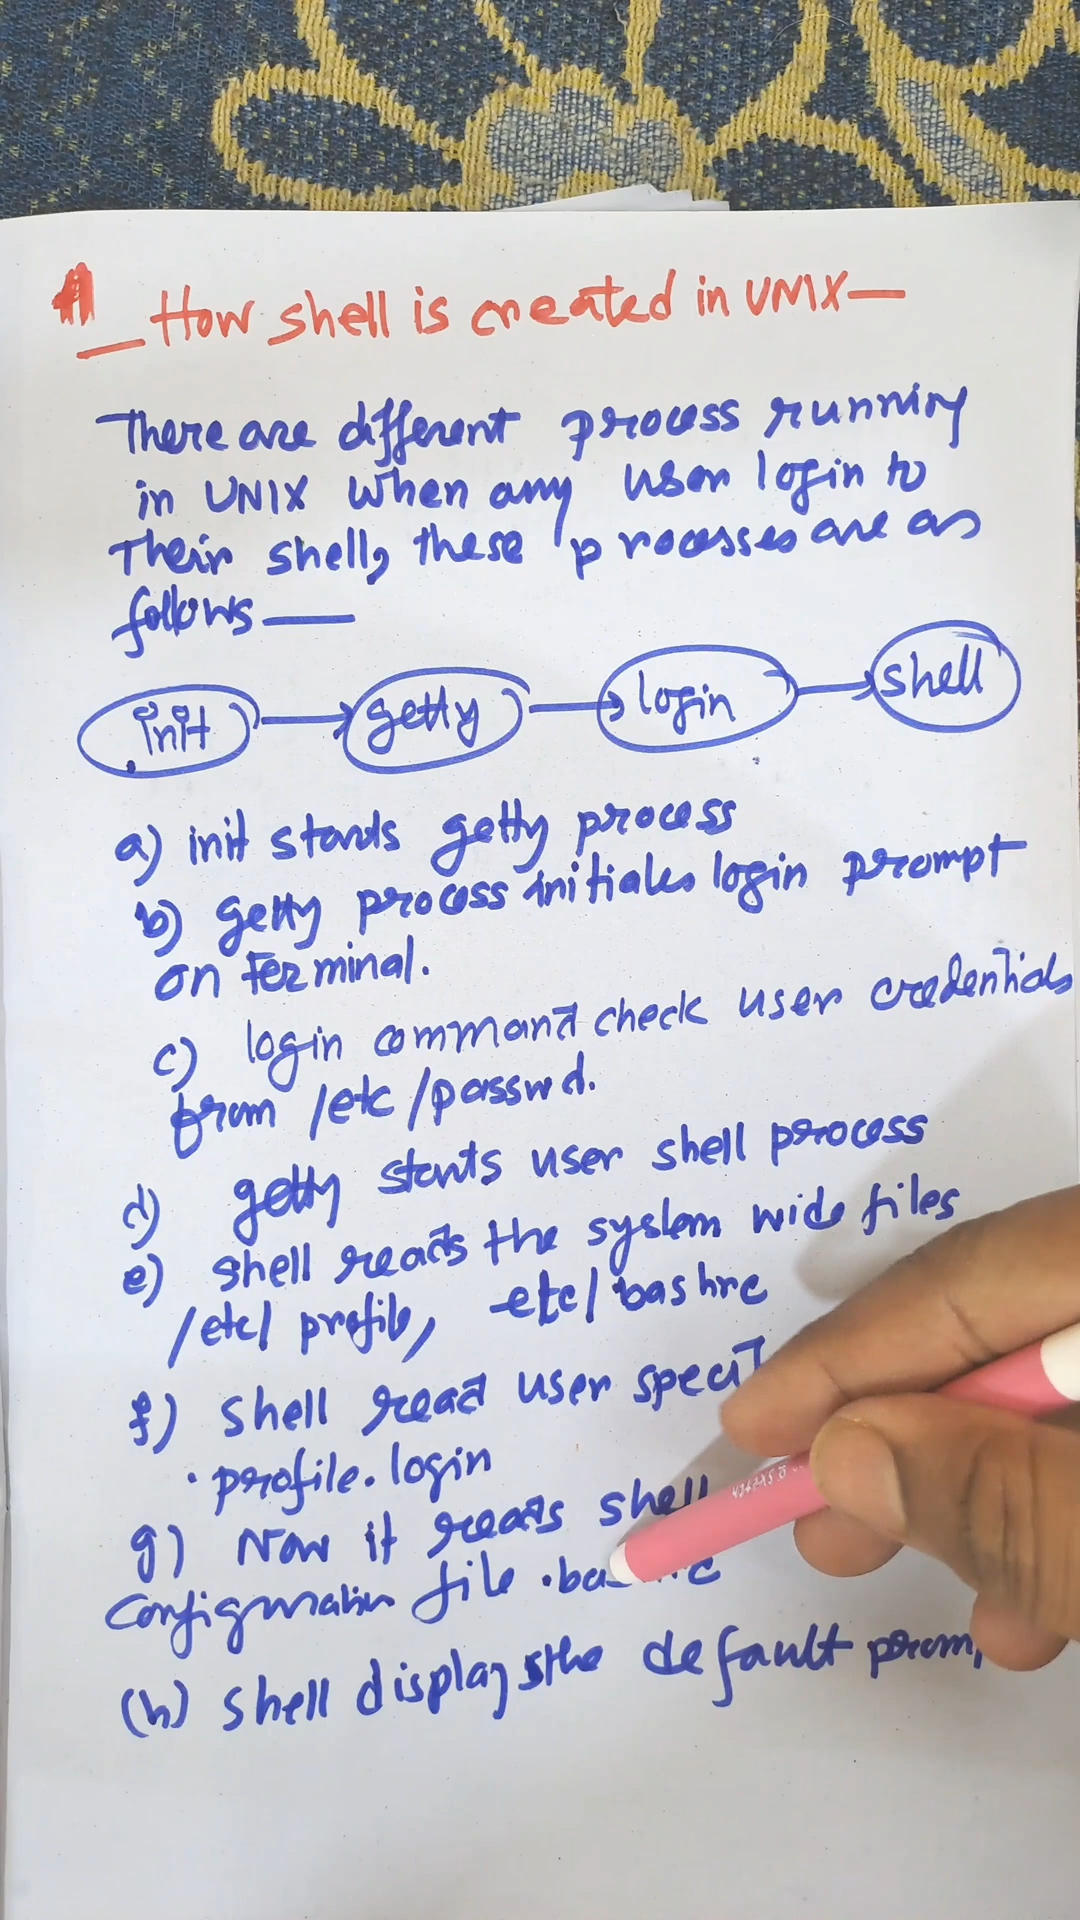 How shell is created in UNIX—
There are different process running
in UNIX when any user login to
Their shell, these processes are as
follows —
init → getty → login → shell
a) init starts getty process
b) getty process initiales login prompt
on terminal.
c) login command check user credentials
from /etc/passwd.
d) getty starts user shell process
e) shell reads the system wide files
/etc/ profile, etc/bashrc
f) shell read user
.profile.login
g) Now it reads shell
Configuration file
(h) shell displays the default